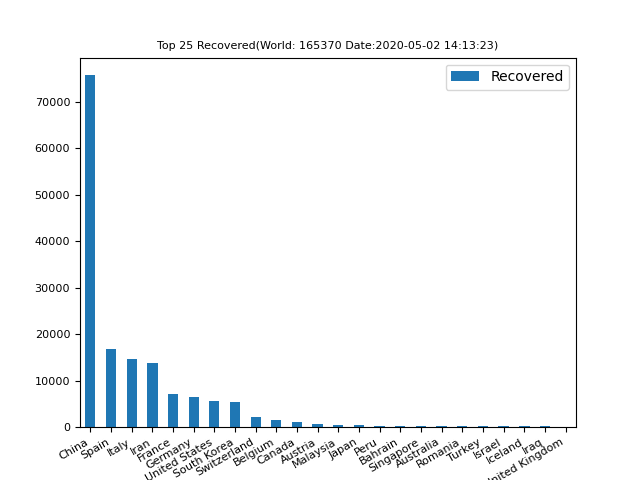 Top 25 Recovered(World: 165370 Date:2020-05-02 14:13:23)
Recovered
70000
60000
50000
40000
30000
20000
10000
0
China
Spain
Italy
Iran
France
Germany
United States
South Korea
Switzerland
Belgium
Canada
Austria
Malaysia
Japan
Peru
Bahrain
Singapore
Australia
Romania
Turkey
Israel
Iceland
Iraq
nited Kingdom